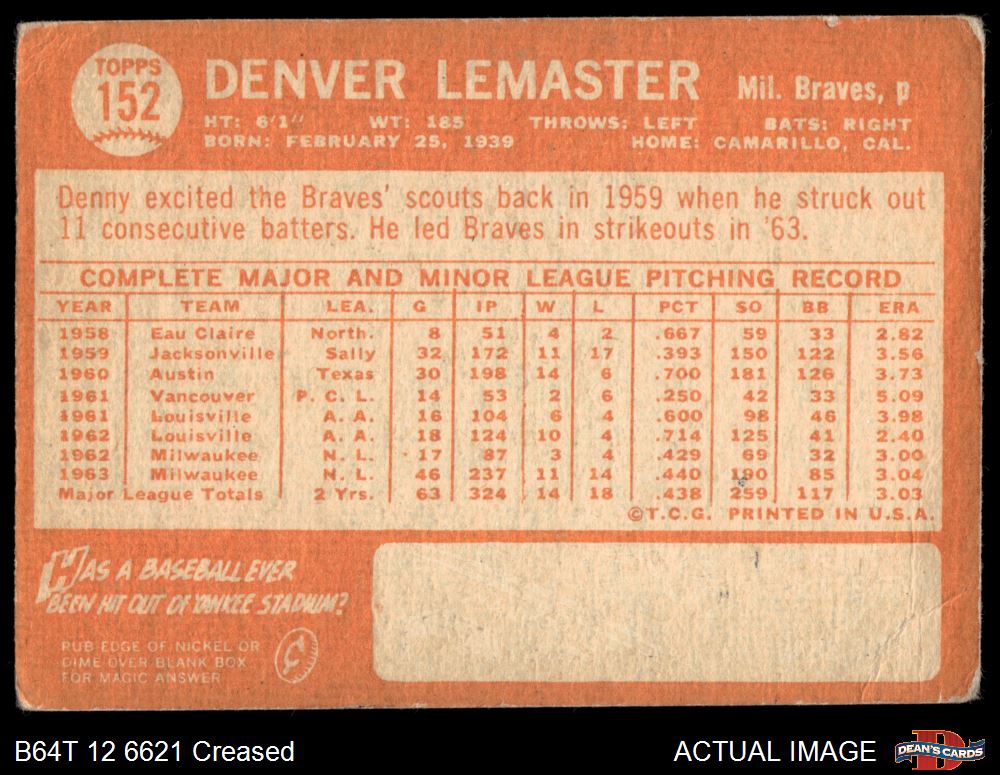 TOPPS
152
DENVER LEMASTER Mil. Braves, p
HT: 6'1" WT: 185 THROWS: LEFT BATS: RIGHT
BORN: FEBRUARY 25, 1939 HOME: CAMARILLO, CAL.
Denny excited the Braves' scouts back in 1959 when he struck out
11 consecutive batters. He led Braves in strikeouts in '63.
COMPLETE MAJOR AND MINOR LEAGUE PITCHING RECORD
YEAR TEAM LEA. G IP W L PCT SO BB ERA
1958 Eau Claire North. 8 51 4 2 .667 59 33 2.82
1959 Jacksonville Sally 32 172 11 17 .393 150 122 3.56
1960 Austin Texas 30 198 14 6 .700 181 126 3.73
1961 Vancouver P. C. L. 14 53 2 6 .250 42 33 5.09
1961 Louisville A. A. 16 104 6 4 .600 98 46 3.98
1962 Louisville A. A. 18 124 10 4 .714 125 41 2.40
1962 Milwaukee N. L. 17 87 3 4 .429 69 32 3.00
1963 Milwaukee N. L. 46 237 11 14 .440 190 85 3.04
Major League Totals 2 Yrs. 63 324 14 18 .438 259 117 3.03
©T.C.G. PRINTED IN U.S.A.
HAS A BASEBALL EVER
BEEN HIT OUT OF YANKEE STADIUM?
RUB EDGE OF NICKEL OR
DIME OVER BLANK BOX
FOR MAGIC ANSWER
B64T 12 6621 Creased
ACTUAL IMAGE
D
DEAN'S CARDS